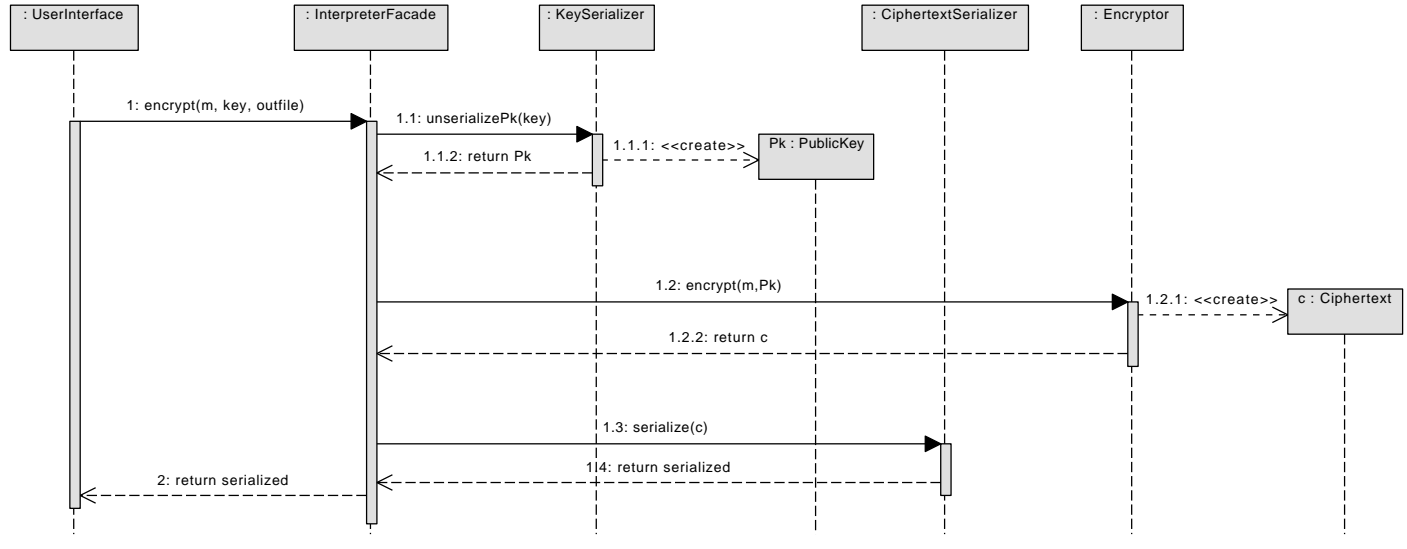 : UserInterface
: InterpreterFacade
: KeySerializer
: CiphertextSerializer
: Encryptor
1: encrypt(m, key, outfile)
1.1: unserializePk(key)
1.1.1: <<create>>
Pk : PublicKey
1.1.2: return Pk
1.2: encrypt(m,Pk)
1.2.1: <<create>>
c : Ciphertext
1.2.2: return c
1.3: serialize(c)
1.4: return serialized
2: return serialized